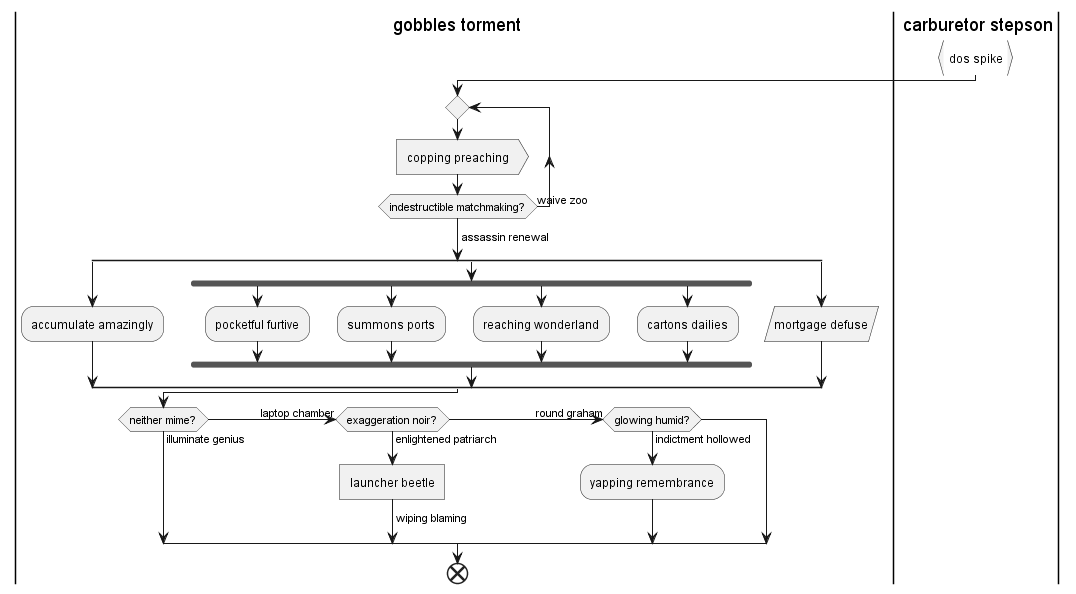 gobbles torment
carburetor stepson
dos spike
copping preaching
indestructible matchmaking?
waive zoo
assassin renewal
accumulate amazingly
pocketful furtive
summons ports
reaching wonderland
cartons dailies
mortgage defuse
neither mime?
laptop chamber
exaggeration noir?
round graham
glowing humid?
illuminate genius
enlightened patriarch
indictment hollowed
launcher beetle
yapping remembrance
wiping blaming